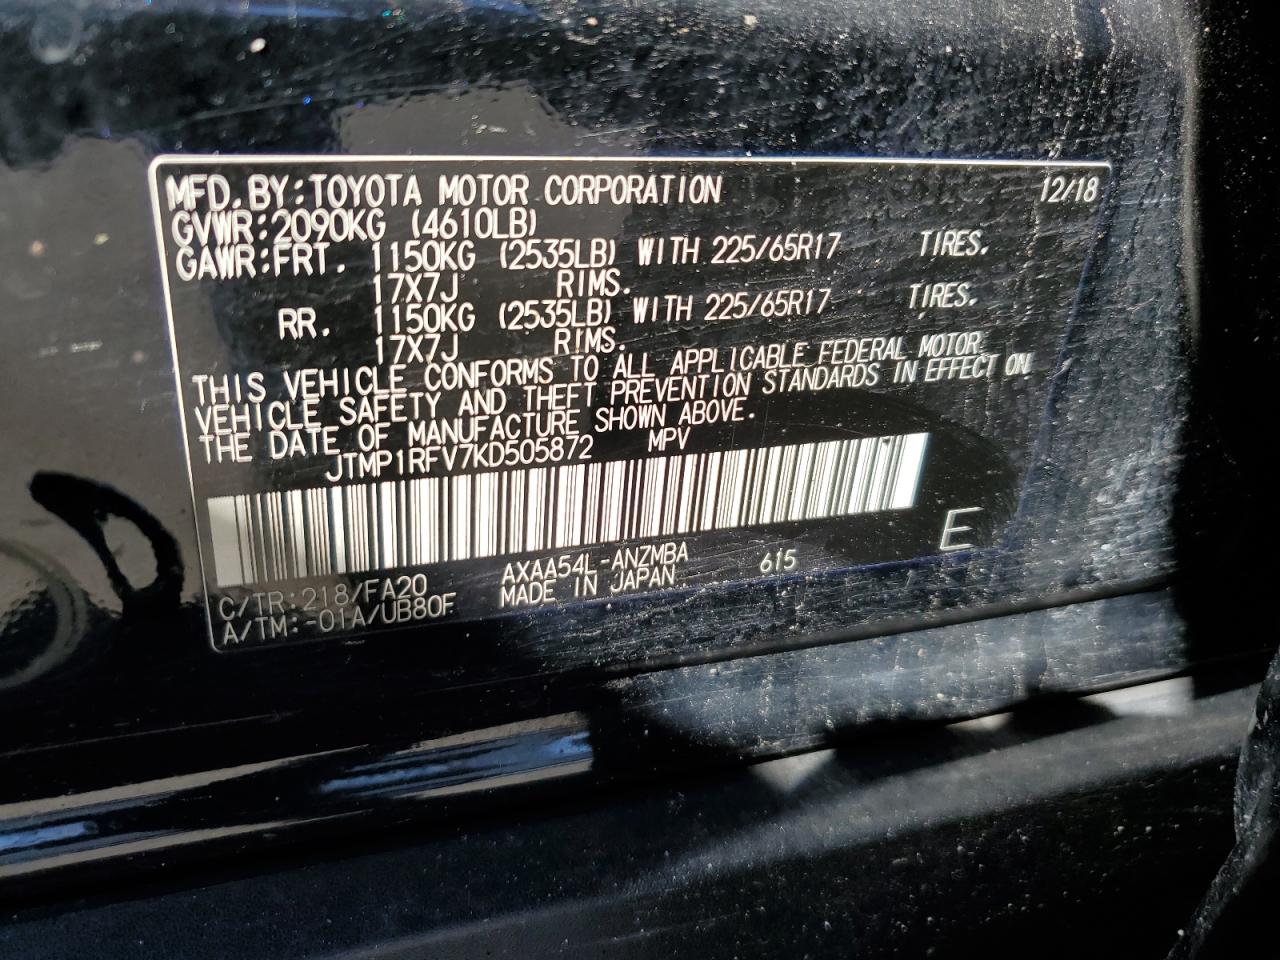 MFD. BY: TOYOTA MOTOR CORPORATION 12/18
GVWR: 2090KG (4610LB)
GAWR: FRT. 1150KG (2535LB) WITH 225/65R17 TIRES.
17X7J RIMS.
RR. 1150KG (2535LB) WITH 225/65R17 TIRES.
17X7J RIMS.
THIS VEHICLE CONFORMS TO ALL APPLICABLE FEDERAL MOTOR
VEHICLE SAFETY AND THEFT PREVENTION STANDARDS IN EFFECT ON
THE DATE OF MANUFACTURE SHOWN ABOVE.
JTMP1RFV7KD505872 MPV
E
C/TR: 218/FA20 AXAA54L-ANZMBA 615
A/TM: -01A/UB80F MADE IN JAPAN